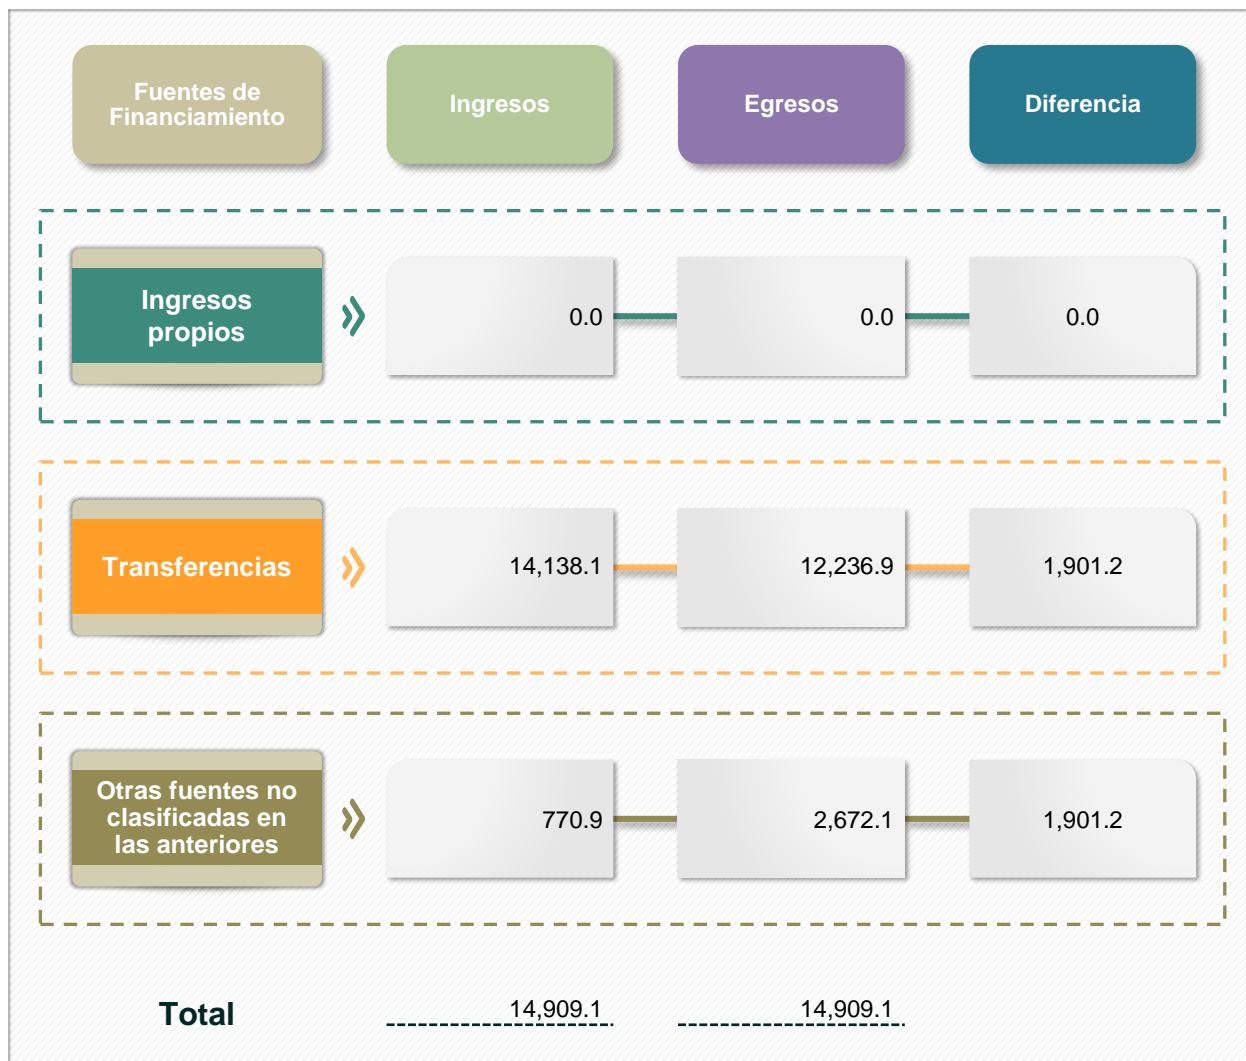 Fuentes de
Financiamiento
Ingresos
Egresos
Diferencia
Ingresos
propios
0.0
0.0
0.0
Transferencias
14,138.1
12,236.9
1,901.2
Otras fuentes no
clasificadas en
las anteriores
770.9
2,672.1
1,901.2
Total
14,909.1
14,909.1